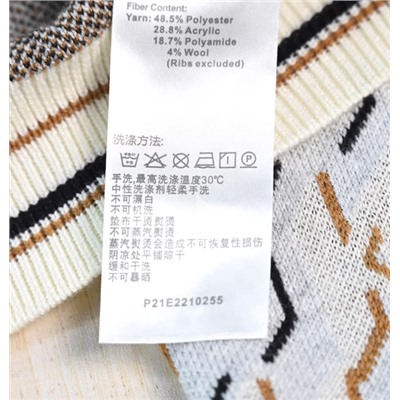 Fiber Content:
Yarn: 48.5% Polyester
28.8% Acrylic
18.7% Polyamide
4% Wool
(Ribs excluded)
洗涤方法:
手洗,最高洗涤温度30℃
中性洗涤剂轻柔手洗
不可漂白
不可机洗
垫布干烫熨烫
不可蒸汽熨烫
蒸汽熨烫会造成不可恢复性损伤
阴凉处平铺晾干
缓和干洗
不可暴晒
P21E2210255